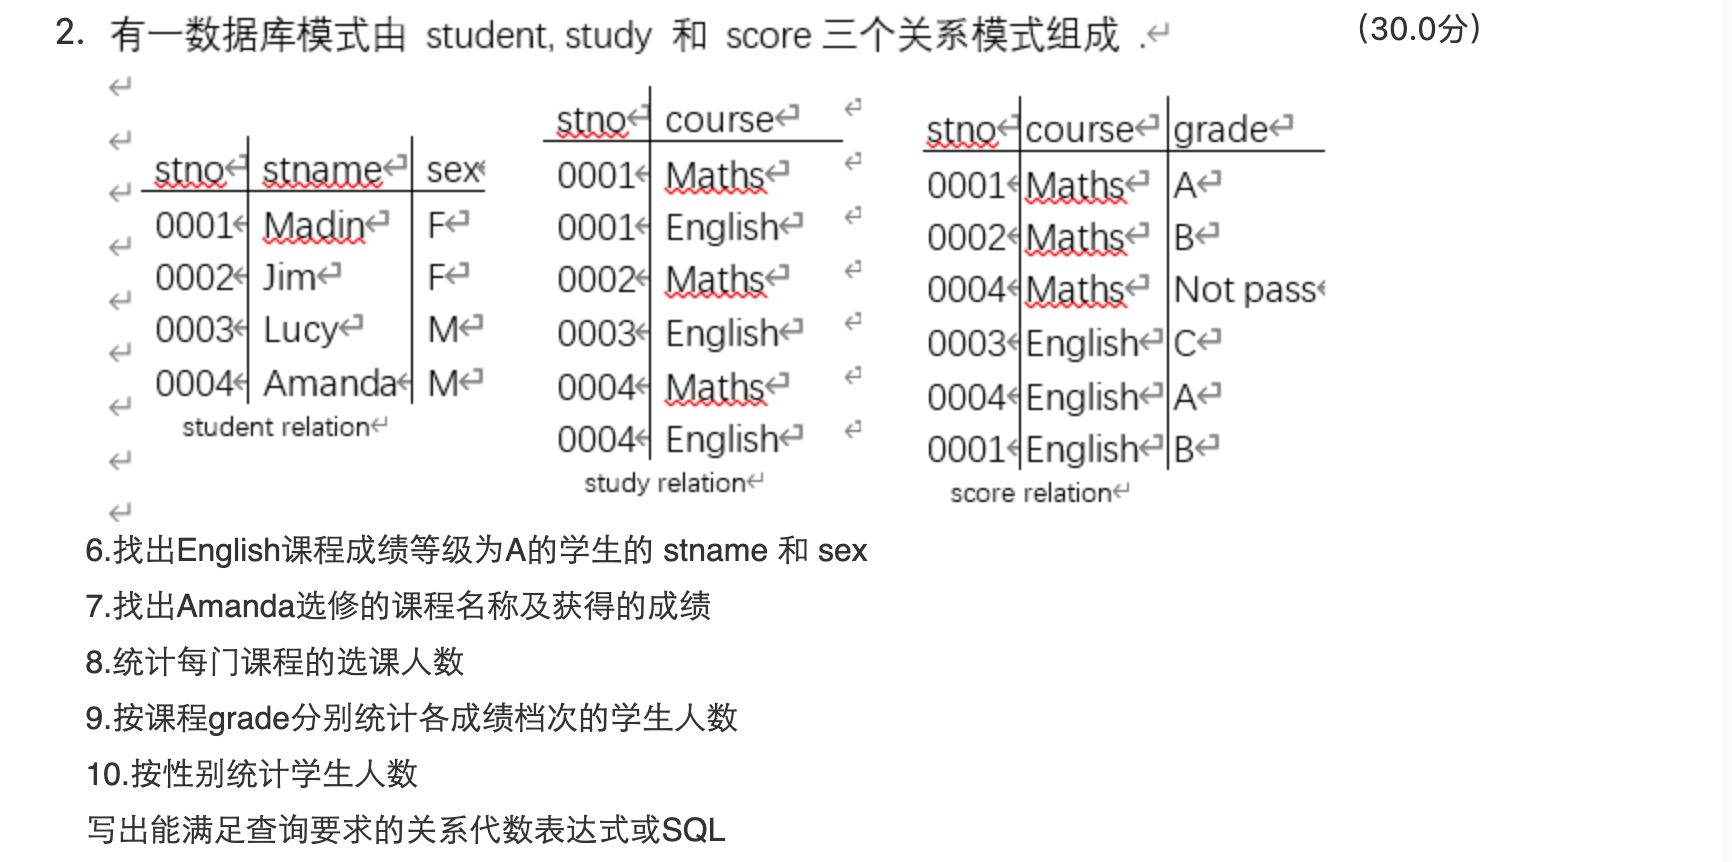 2. 有一数据库模式由 student, study 和 score 三个关系模式组成 . (30.0分)
stno stname sex
0001 Madin F
0002 Jim F
0003 Lucy M
0004 Amanda M
student relation
stno course
0001 Maths
0001 English
0002 Maths
0003 English
0004 Maths
0004 English
study relation
stno course grade
0001 Maths A
0002 Maths B
0004 Maths Not pass
0003 English C
0004 English A
0001 English B
score relation
6.找出English课程成绩等级为A的学生的 stname 和 sex
7.找出Amanda选修的课程名称及获得的成绩
8.统计每门课程的选课人数
9.按课程grade分别统计各成绩档次的学生人数
10.按性别统计学生人数
写出能满足查询要求的关系代数表达式或SQL